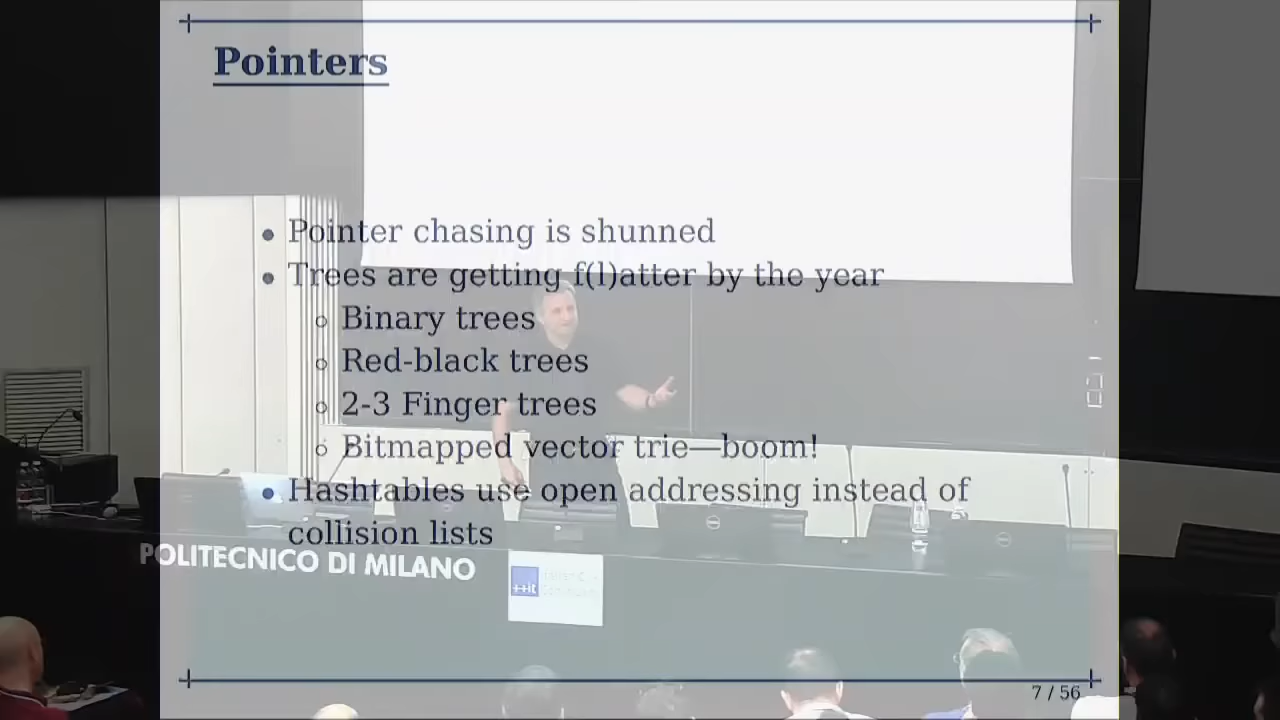 Pointers
• Pointer chasing is shunned
• Trees are getting f(l)atter by the year
◦ Binary trees
◦ Red-black trees
◦ 2-3 Finger trees
◦ Bitmapped vector trie—boom!
• Hashtables use open addressing instead of
collision lists
POLITECNICO DI MILANO
++it
7 / 56